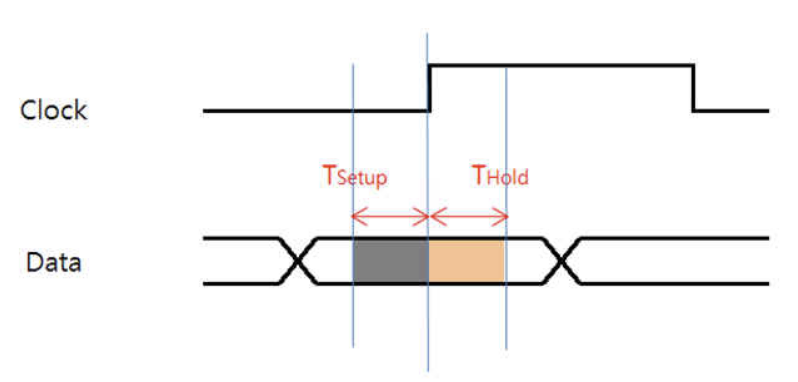 Clock
TSetup
THold
Data